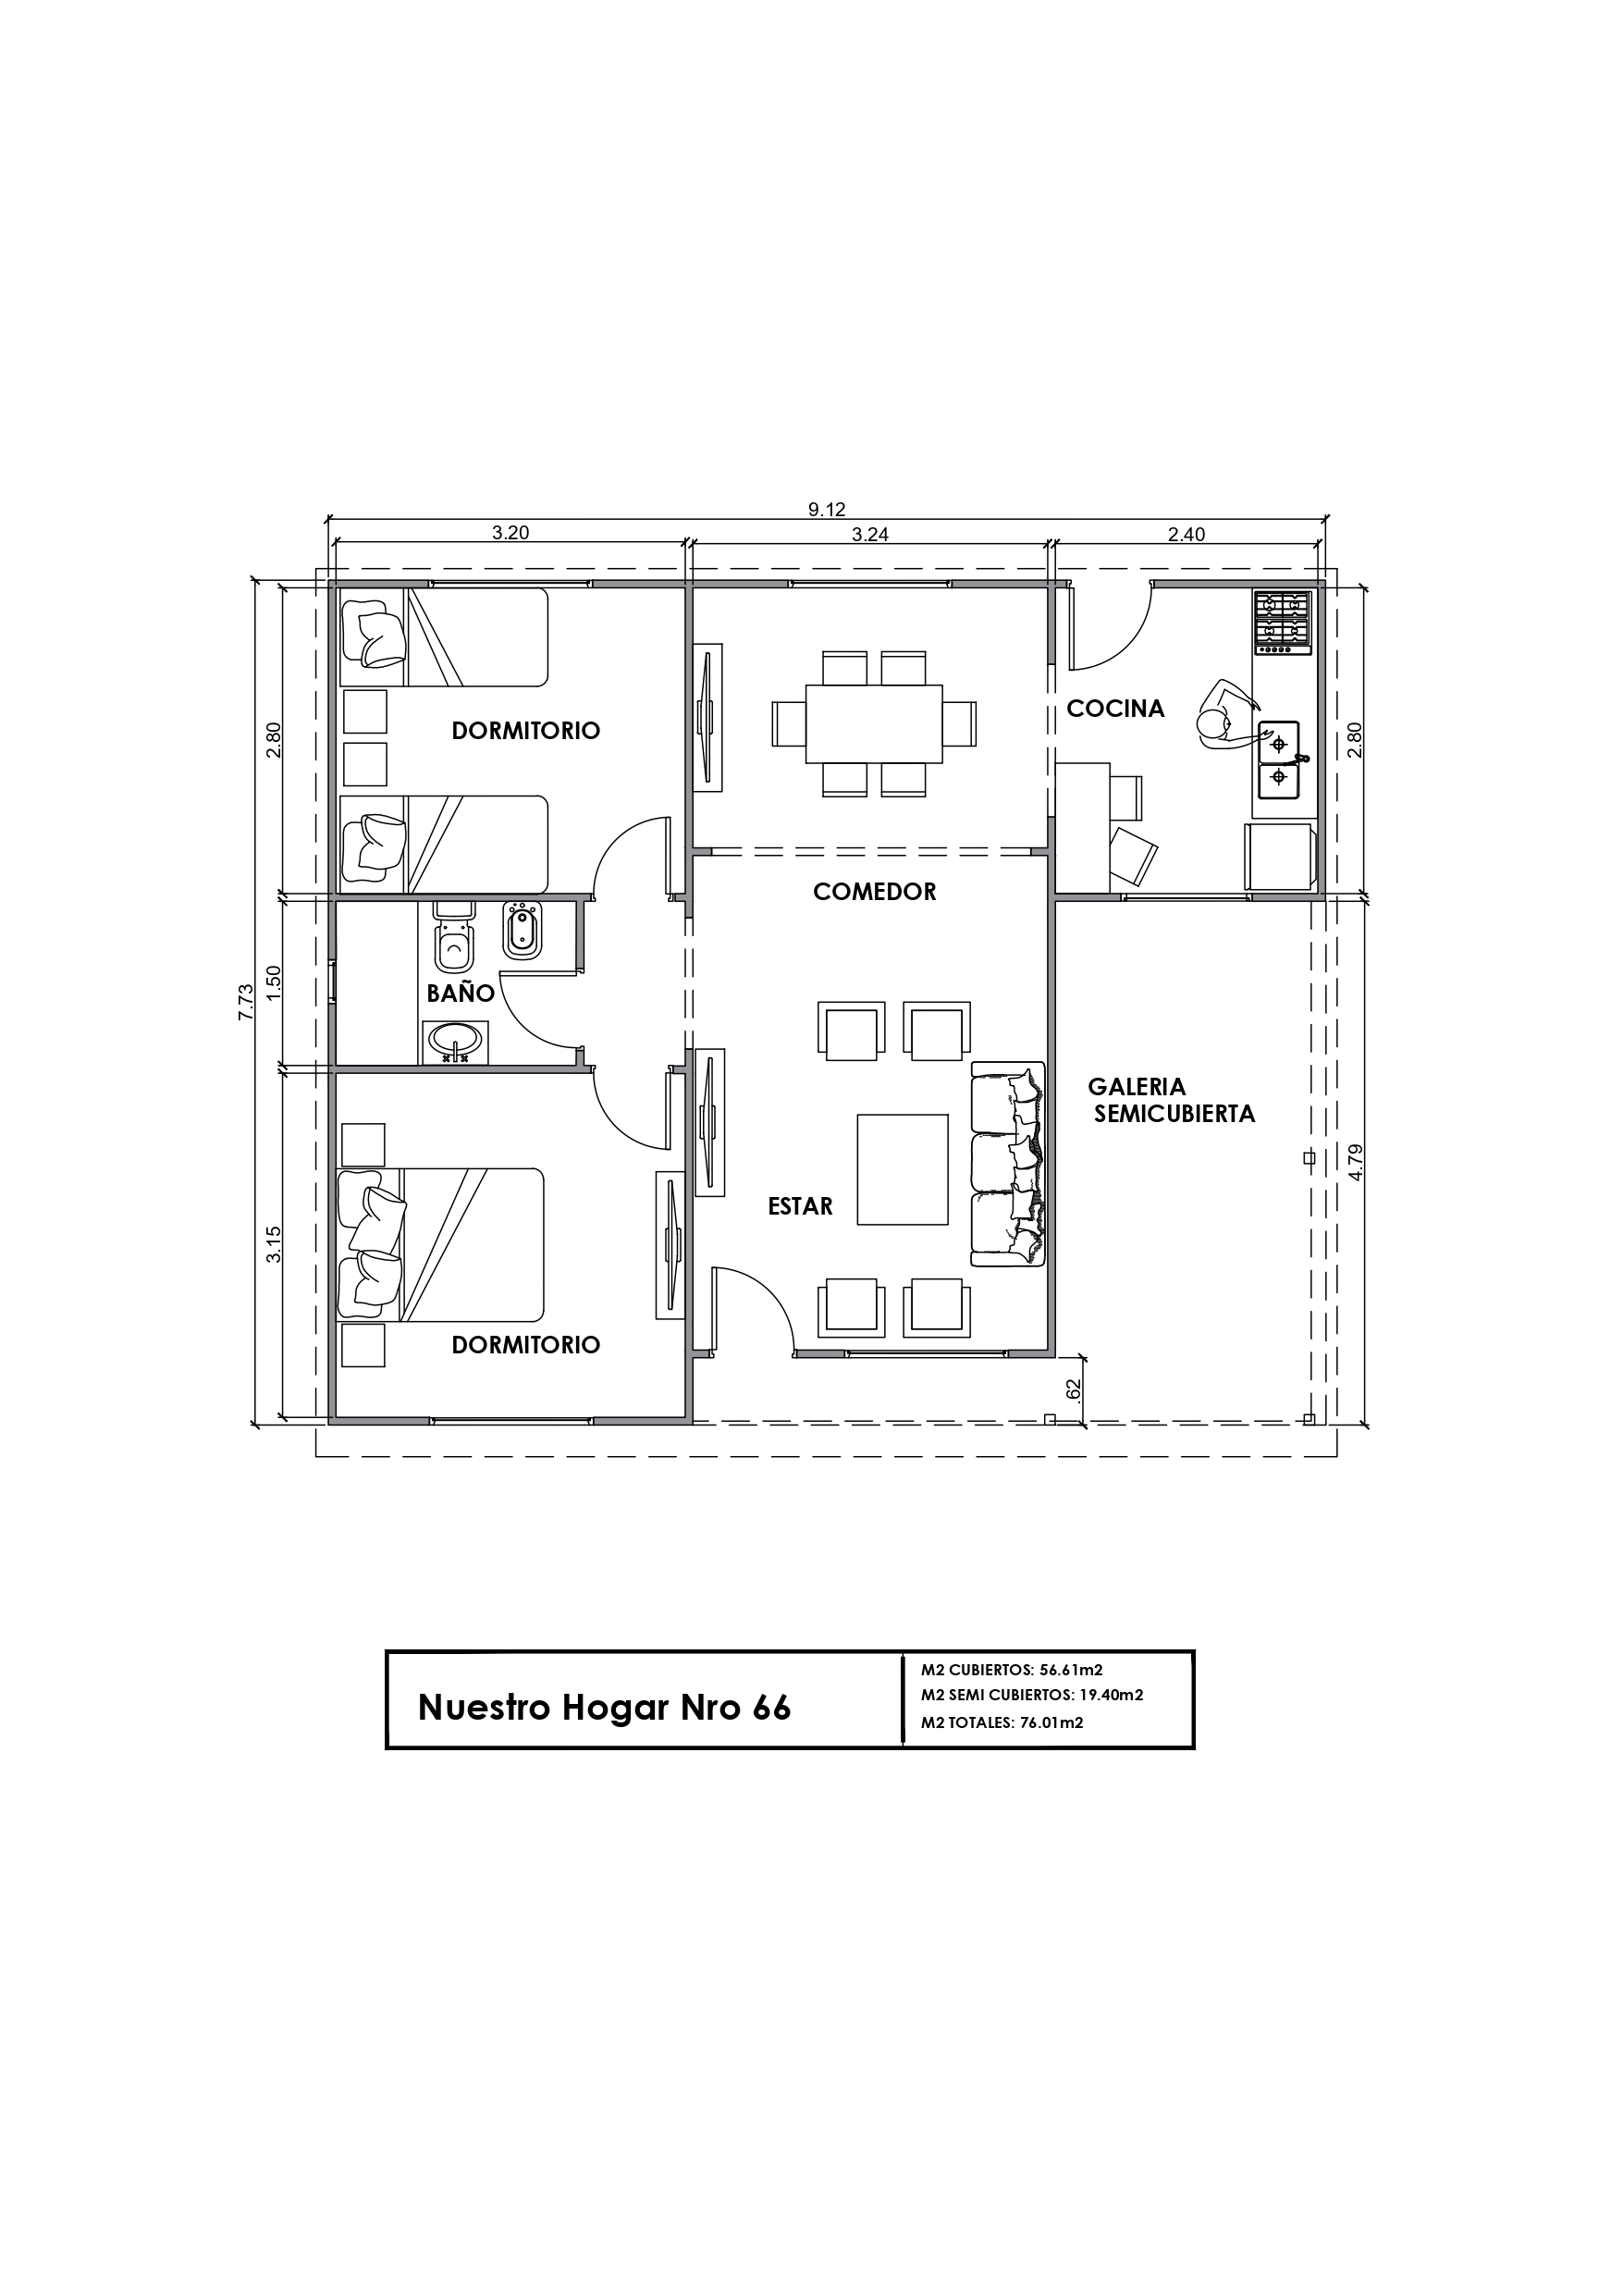 9.12
3.20
3.24
2.40
DORMITORIO
COCINA
2.80
2.80
COMEDOR
BAÑO
1.50
7.73
GALERIA
SEMICUBIERTA
4.79
ESTAR
3.15
DORMITORIO
.62
Nuestro Hogar Nro 66
M2 CUBIERTOS: 56.61m2
M2 SEMI CUBIERTOS: 19.40m2
M2 TOTALES: 76.01m2